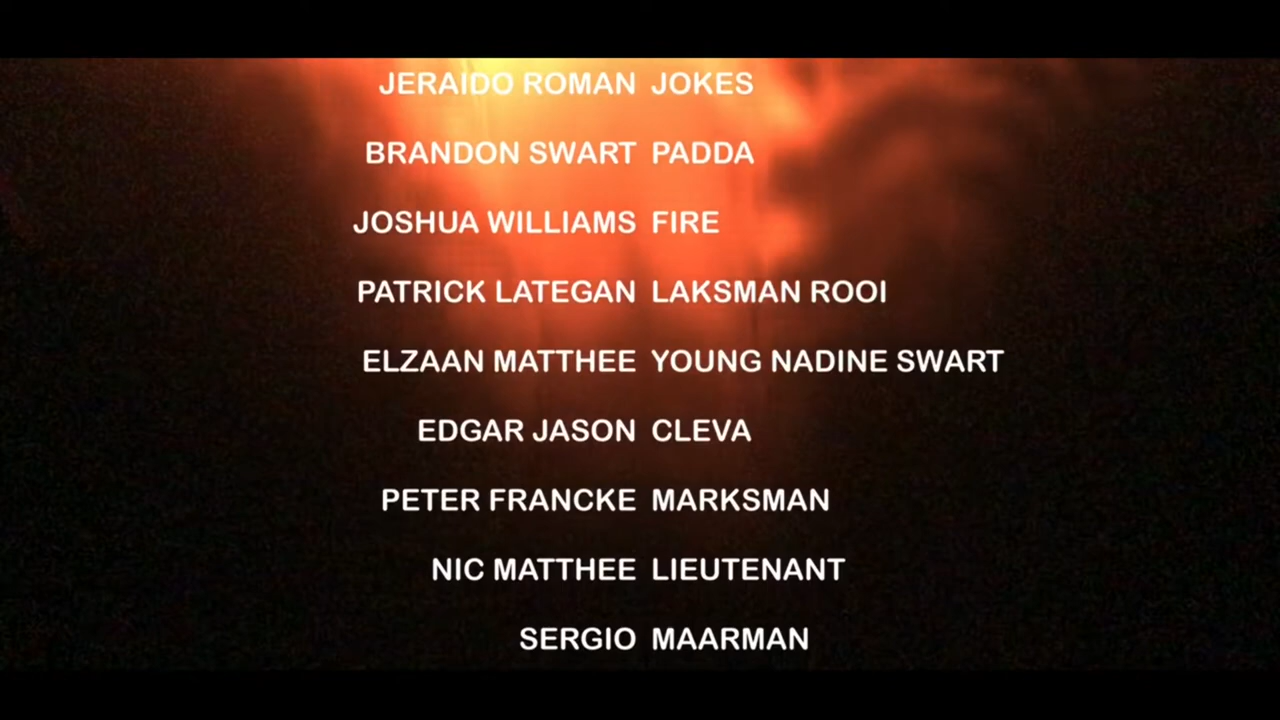 JERAIDO ROMAN JOKES
BRANDON SWART PADDA
JOSHUA WILLIAMS FIRE
PATRICK LATEGAN LAKSMAN ROOI
ELZAAN MATTHEE YOUNG NADINE SWART
EDGAR JASON CLEVA
PETER FRANCKE MARKSMAN
NIC MATTHEE LIEUTENANT
SERGIO MAARMAN